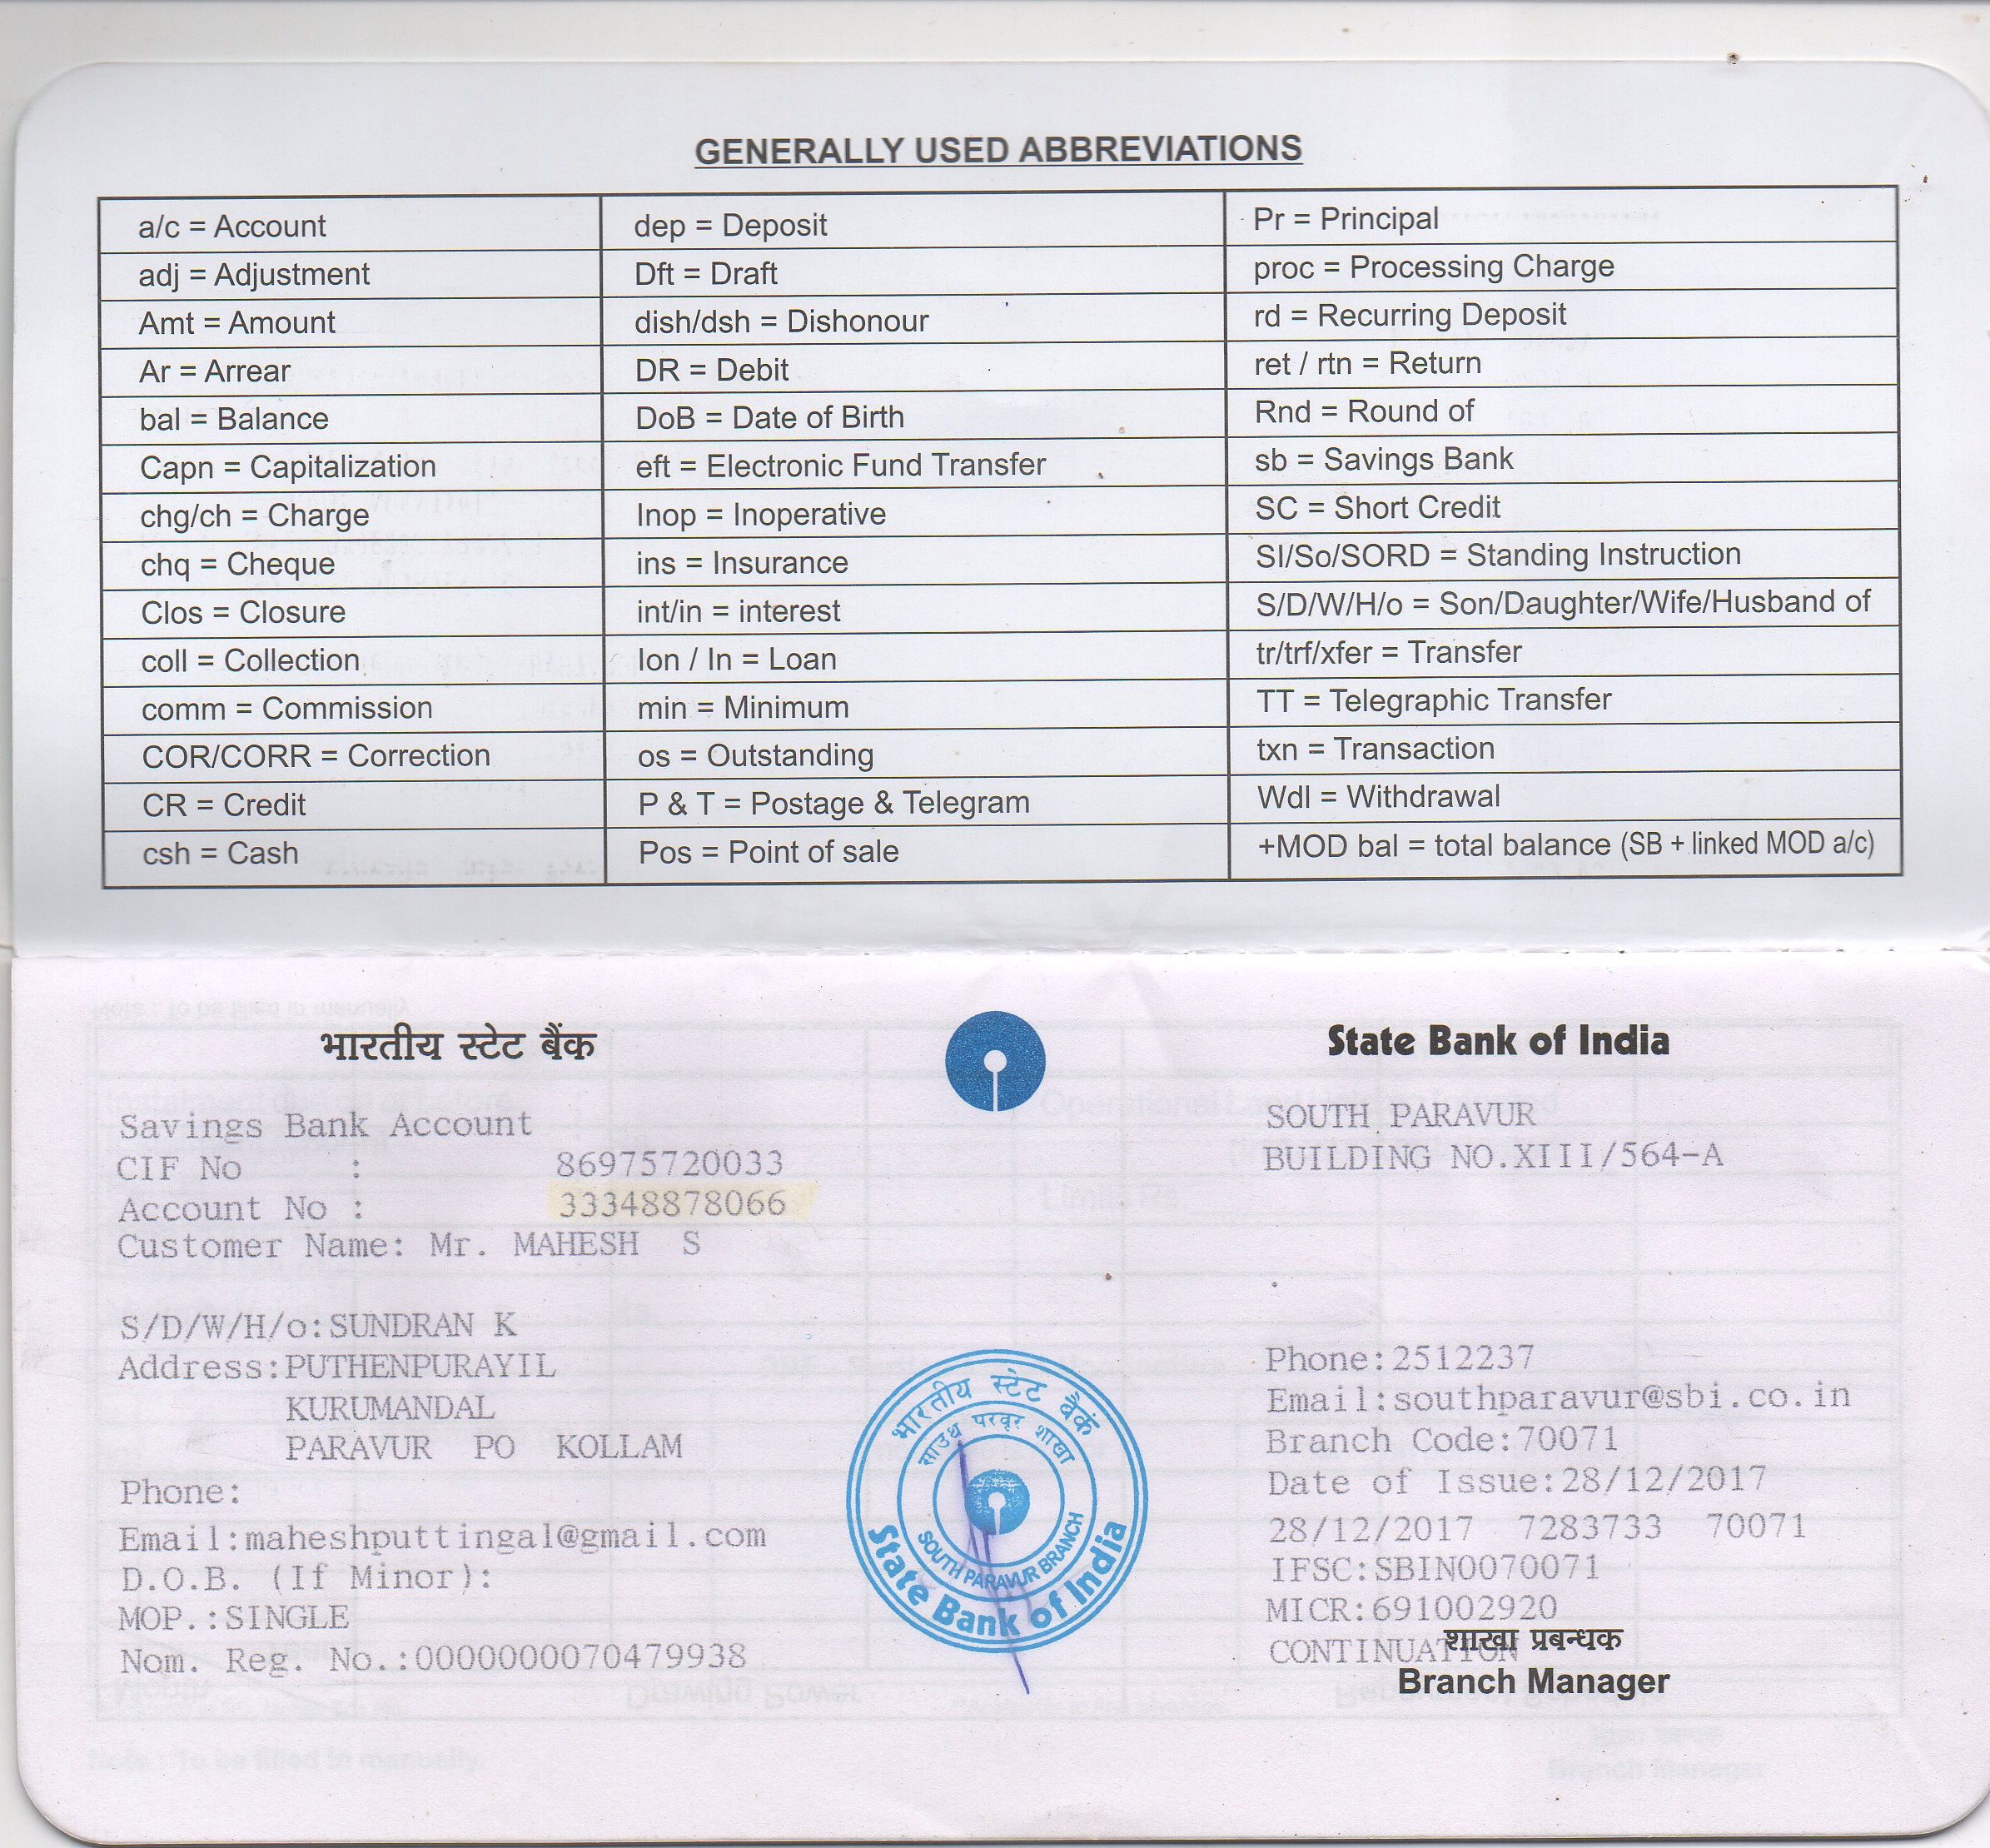 GENERALLY USED ABBREVIATIONS
a/c = Account	dep = Deposit	Pr = Principal
adj = Adjustment	Dft = Draft	proc = Processing Charge
Amt = Amount	dish/dsh = Dishonour	rd = Recurring Deposit
Ar = Arrear	DR = Debit	ret / rtn = Return
bal = Balance	DoB = Date of Birth	Rnd = Round of
Capn = Capitalization	eft = Electronic Fund Transfer	sb = Savings Bank
chg/ch = Charge	Inop = Inoperative	SC = Short Credit
chq = Cheque	ins = Insurance	SI/So/SORD = Standing Instruction
Clos = Closure	int/in = interest	S/D/W/H/o = Son/Daughter/Wife/Husband of
coll = Collection	lon / ln = Loan	tr/trf/xfer = Transfer
comm = Commission	min = Minimum	TT = Telegraphic Transfer
COR/CORR = Correction	os = Outstanding	txn = Transaction
CR = Credit	P & T = Postage & Telegram	Wdl = Withdrawal
csh = Cash	Pos = Point of sale	+MOD bal = total balance (SB + linked MOD a/c)
भारतीय स्टेट बैंक
Savings Bank Account
CIF No : 86975720033
Account No : 33348878066
Customer Name: Mr. MAHESH S
S/D/W/H/o:SUNDRAN K
Address:PUTHENPURAYIL
KURUMANDAL
PARAVUR PO KOLLAM
Phone:
Email:maheshputtingal@gmail.com
D.O.B. (If Minor):
MOP.:SINGLE
Nom. Reg. No.:0000000070479938
भारतीय स्टेट बैंक
साउथ परवूर शाखा
SOUTH PARAVUR BRANCH
State Bank of India
State Bank of India
SOUTH PARAVUR
BUILDING NO.XIII/564-A
Phone:2512237
Email:southparavur@sbi.co.in
Branch Code:70071
Date of Issue:28/12/2017
28/12/2017 7283733 70071
IFSC:SBIN0070071
MICR:691002920
CONTINUATION
शाखा प्रबन्धक
Branch Manager